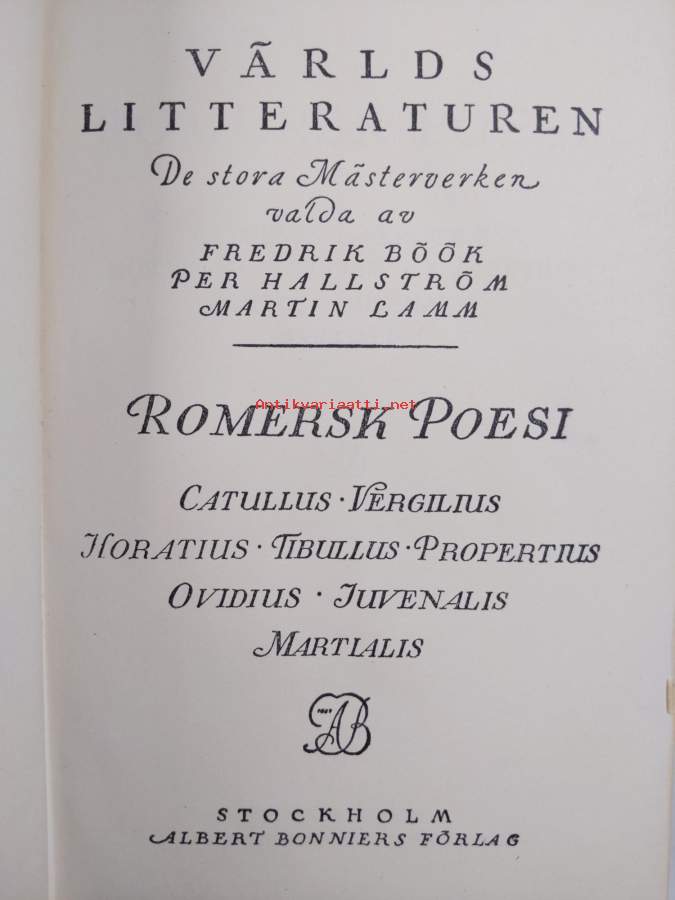 VÄRLDS
LITTERATUREN
De stora Mästerverken
valda av
FREDRIK BÖÖK
PER HALLSTRÖM
MARTIN LAMM
Antikvariaatti.net
ROMERSK POESI
CATULLUS · VERGILIUS
HORATIUS · TIBULLUS · PROPERTIUS
OVIDIUS · IUVENALIS
MARTIALIS
AB
STOCKHOLM
ALBERT BONNIERS FÖRLAG